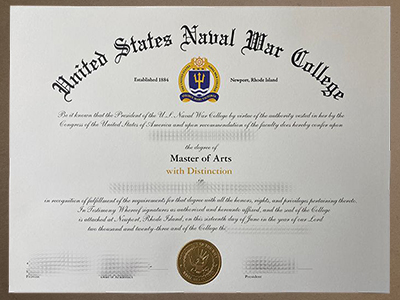 United States Naval War College
Established 1884 Newport, Rhode Island
Be it known that the President of the U.S. Naval War College by virtue of the authority vested in her by the
Congress of the United States of America and upon recommendation of the faculty does hereby confer upon
the degree of
Master of Arts
with Distinction
in recognition of fulfillment of the requirements for that degree with all the honors, rights, and privileges pertaining thereto.
In Testimony Whereof signatures as authorized and hereunto affixed, and the seal of the College
is attached at Newport, Rhode Island, on this sixteenth day of June in the year of our Lord
two thousand and twenty-three and of the College the
President